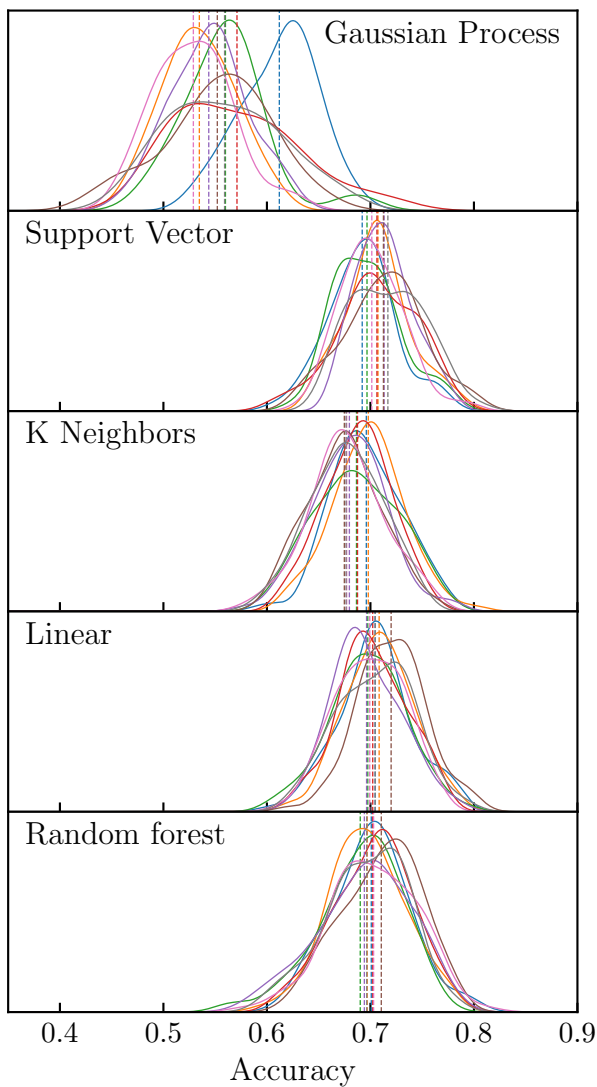 Gaussian Process
Support Vector
K Neighbors
Linear
Random forest
0.4 0.5 0.6 0.7 0.8 0.9
Accuracy